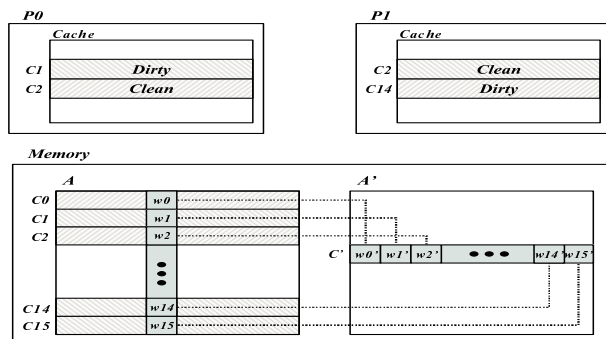 P0
P1
Cache
Cache
C1 Dirty
C2 Clean
C2 Clean
C14 Dirty
Memory
A
A'
C0 w0
C1 w1
C2 w2
C' w0' w1' w2' ●●● w14' w15'
C14 w14
C15 w15